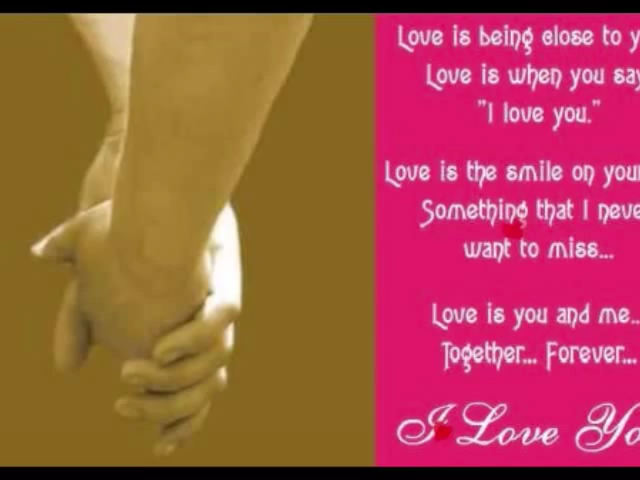 Love is being close to y
Love is when you say
"I love you."
Love is the smile on your
Something that I neve
want to miss...
Love is you and me..
Together... Forever...
I Love Yo